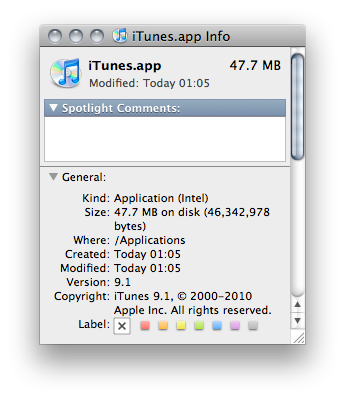 iTunes.app Info
iTunes.app 47.7 MB
Modified: Today 01:05
Spotlight Comments:
General:
Kind: Application (Intel)
Size: 47.7 MB on disk (46,342,978
bytes)
Where: /Applications
Created: Today 01:05
Modified: Today 01:05
Version: 9.1
Copyright: iTunes 9.1, © 2000-2010
Apple Inc. All rights reserved.
Label: